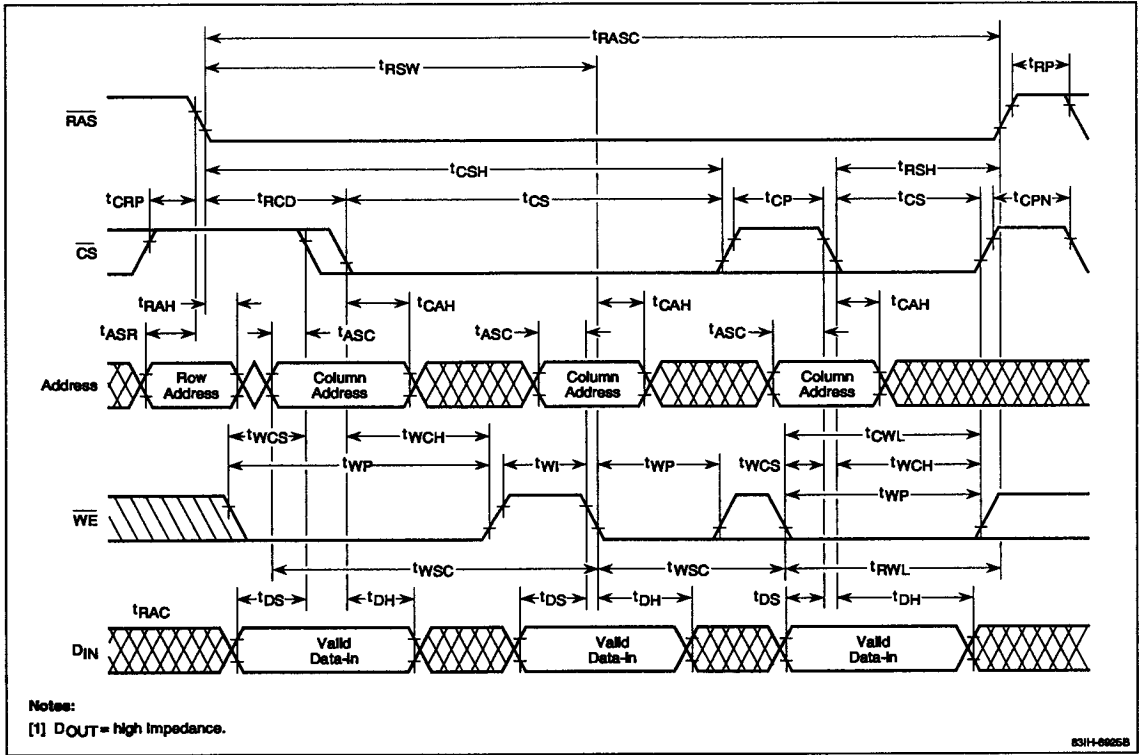 tRASC
tRSW
tRP
RAS
tCSH
tRSH
tCRP tRCD tCS tCP tCS tCPN
CS
tRAH tCAH tCAH tCAH
tASR tASC tASC tASC
Address
Row Address
Column Address
Column Address
Column Address
tWCS tWCH tCWL
tWP tWI tWP tWCS tWCH
tWP
WE
tWSC tWSC tRWL
tRAC tDS tDH tDS tDH tDS tDH
DIN
Valid Data-In
Valid Data-In
Valid Data-In
Notes:
[1] DOUT = high impedance.
83IH-6925B